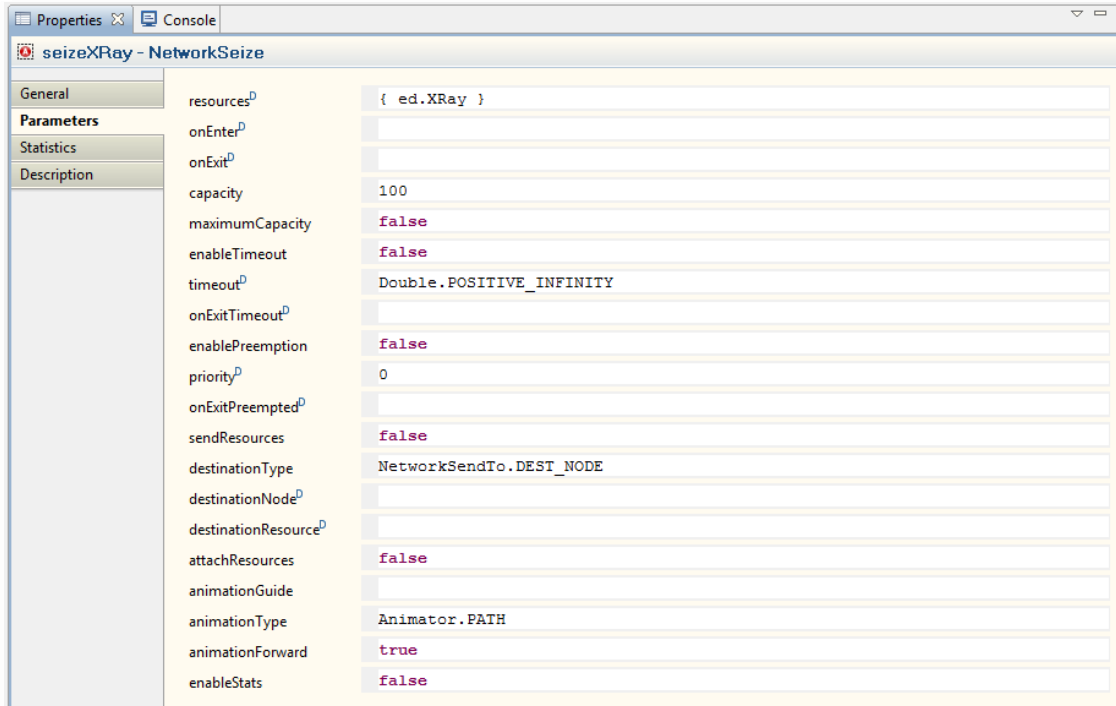 Properties Console
seizeXRay - NetworkSeize
General
Parameters
Statistics
Description
resourcesD { ed.XRay }
onEnterD
onExitD
capacity 100
maximumCapacity false
enableTimeout false
timeoutD Double.POSITIVE_INFINITY
onExitTimeoutD
enablePreemption false
priorityD 0
onExitPreemptedD
sendResources false
destinationType NetworkSendTo.DEST_NODE
destinationNodeD
destinationResourceD
attachResources false
animationGuide
animationType Animator.PATH
animationForward true
enableStats false